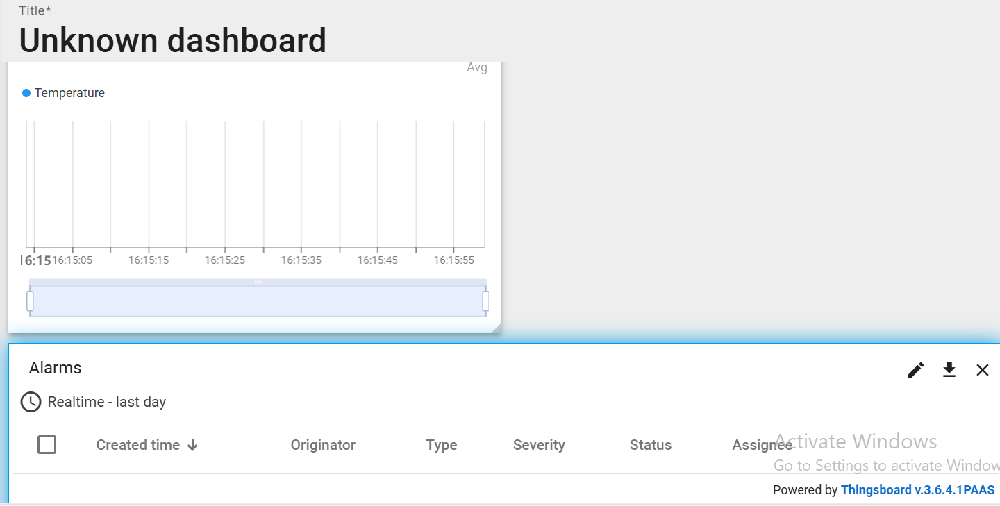 Title*
Unknown dashboard
Avg
Temperature
16:15 16:15:05 16:15:15 16:15:25 16:15:35 16:15:45 16:15:55
Alarms
Realtime - last day
Created time Originator Type Severity Status Assignee
Activate Windows
Go to Settings to activate Window
Powered by Thingsboard v.3.6.4.1PAAS